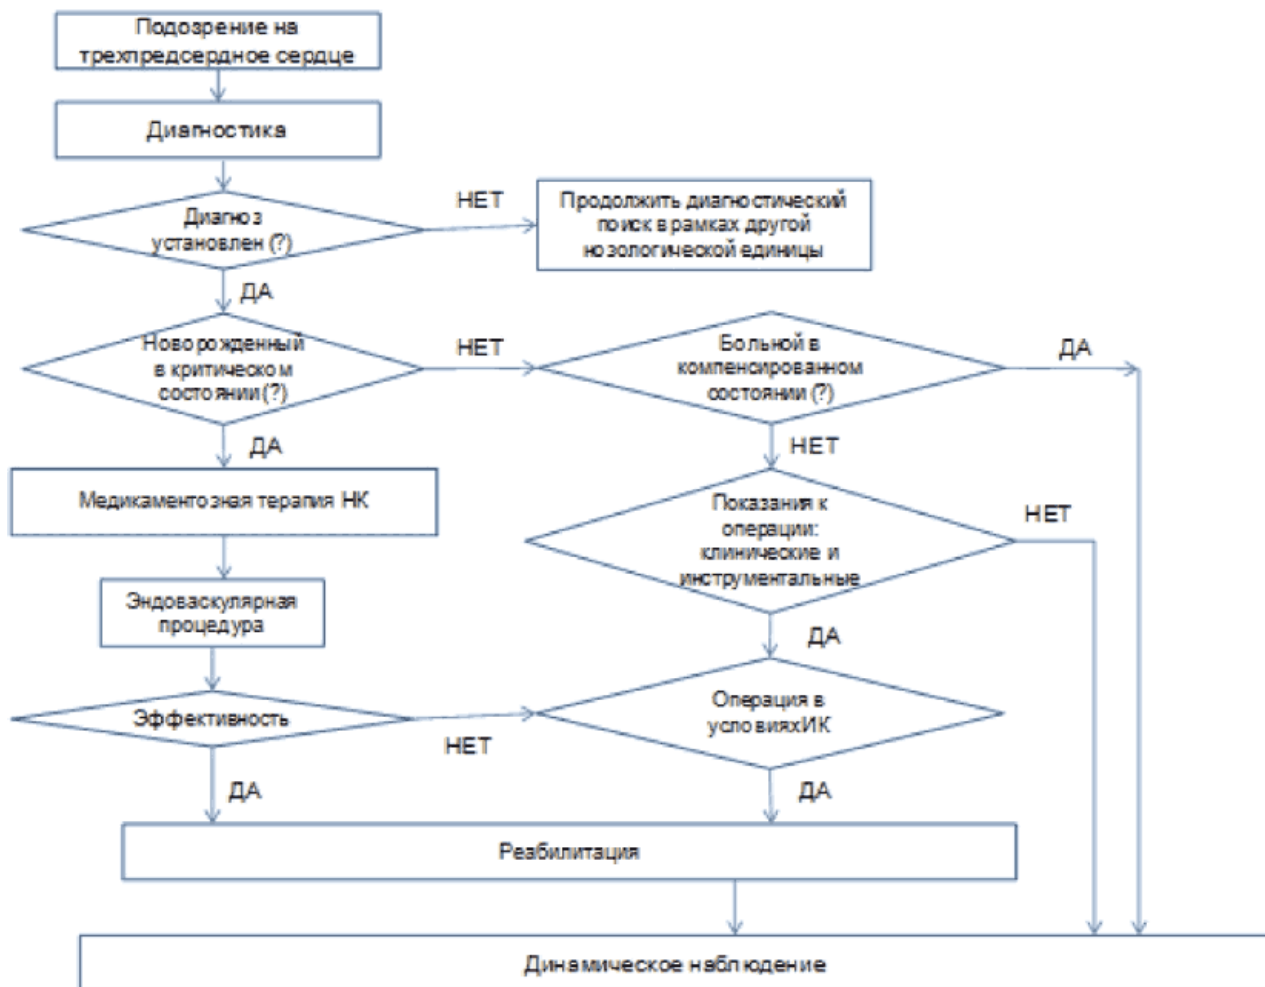 Подозрение на
трехпредсердное сердце
Диагностика
Диагноз
установлен (?)
НЕТ
Продолжить диагностический
поиск в рамках другой
нозологической единицы
ДА
Новорожденный
в критическом
состоянии (?)
НЕТ
Больной в
компенсированном
состоянии (?)
ДА
ДА
НЕТ
Медикаментозная терапия НК
Показания к
операции:
клинические и
инструментальные
НЕТ
Эндоваскулярная
процедура
ДА
Эффективность
НЕТ
Операция в
условиях ИК
ДА
ДА
Реабилитация
Динамическое наблюдение